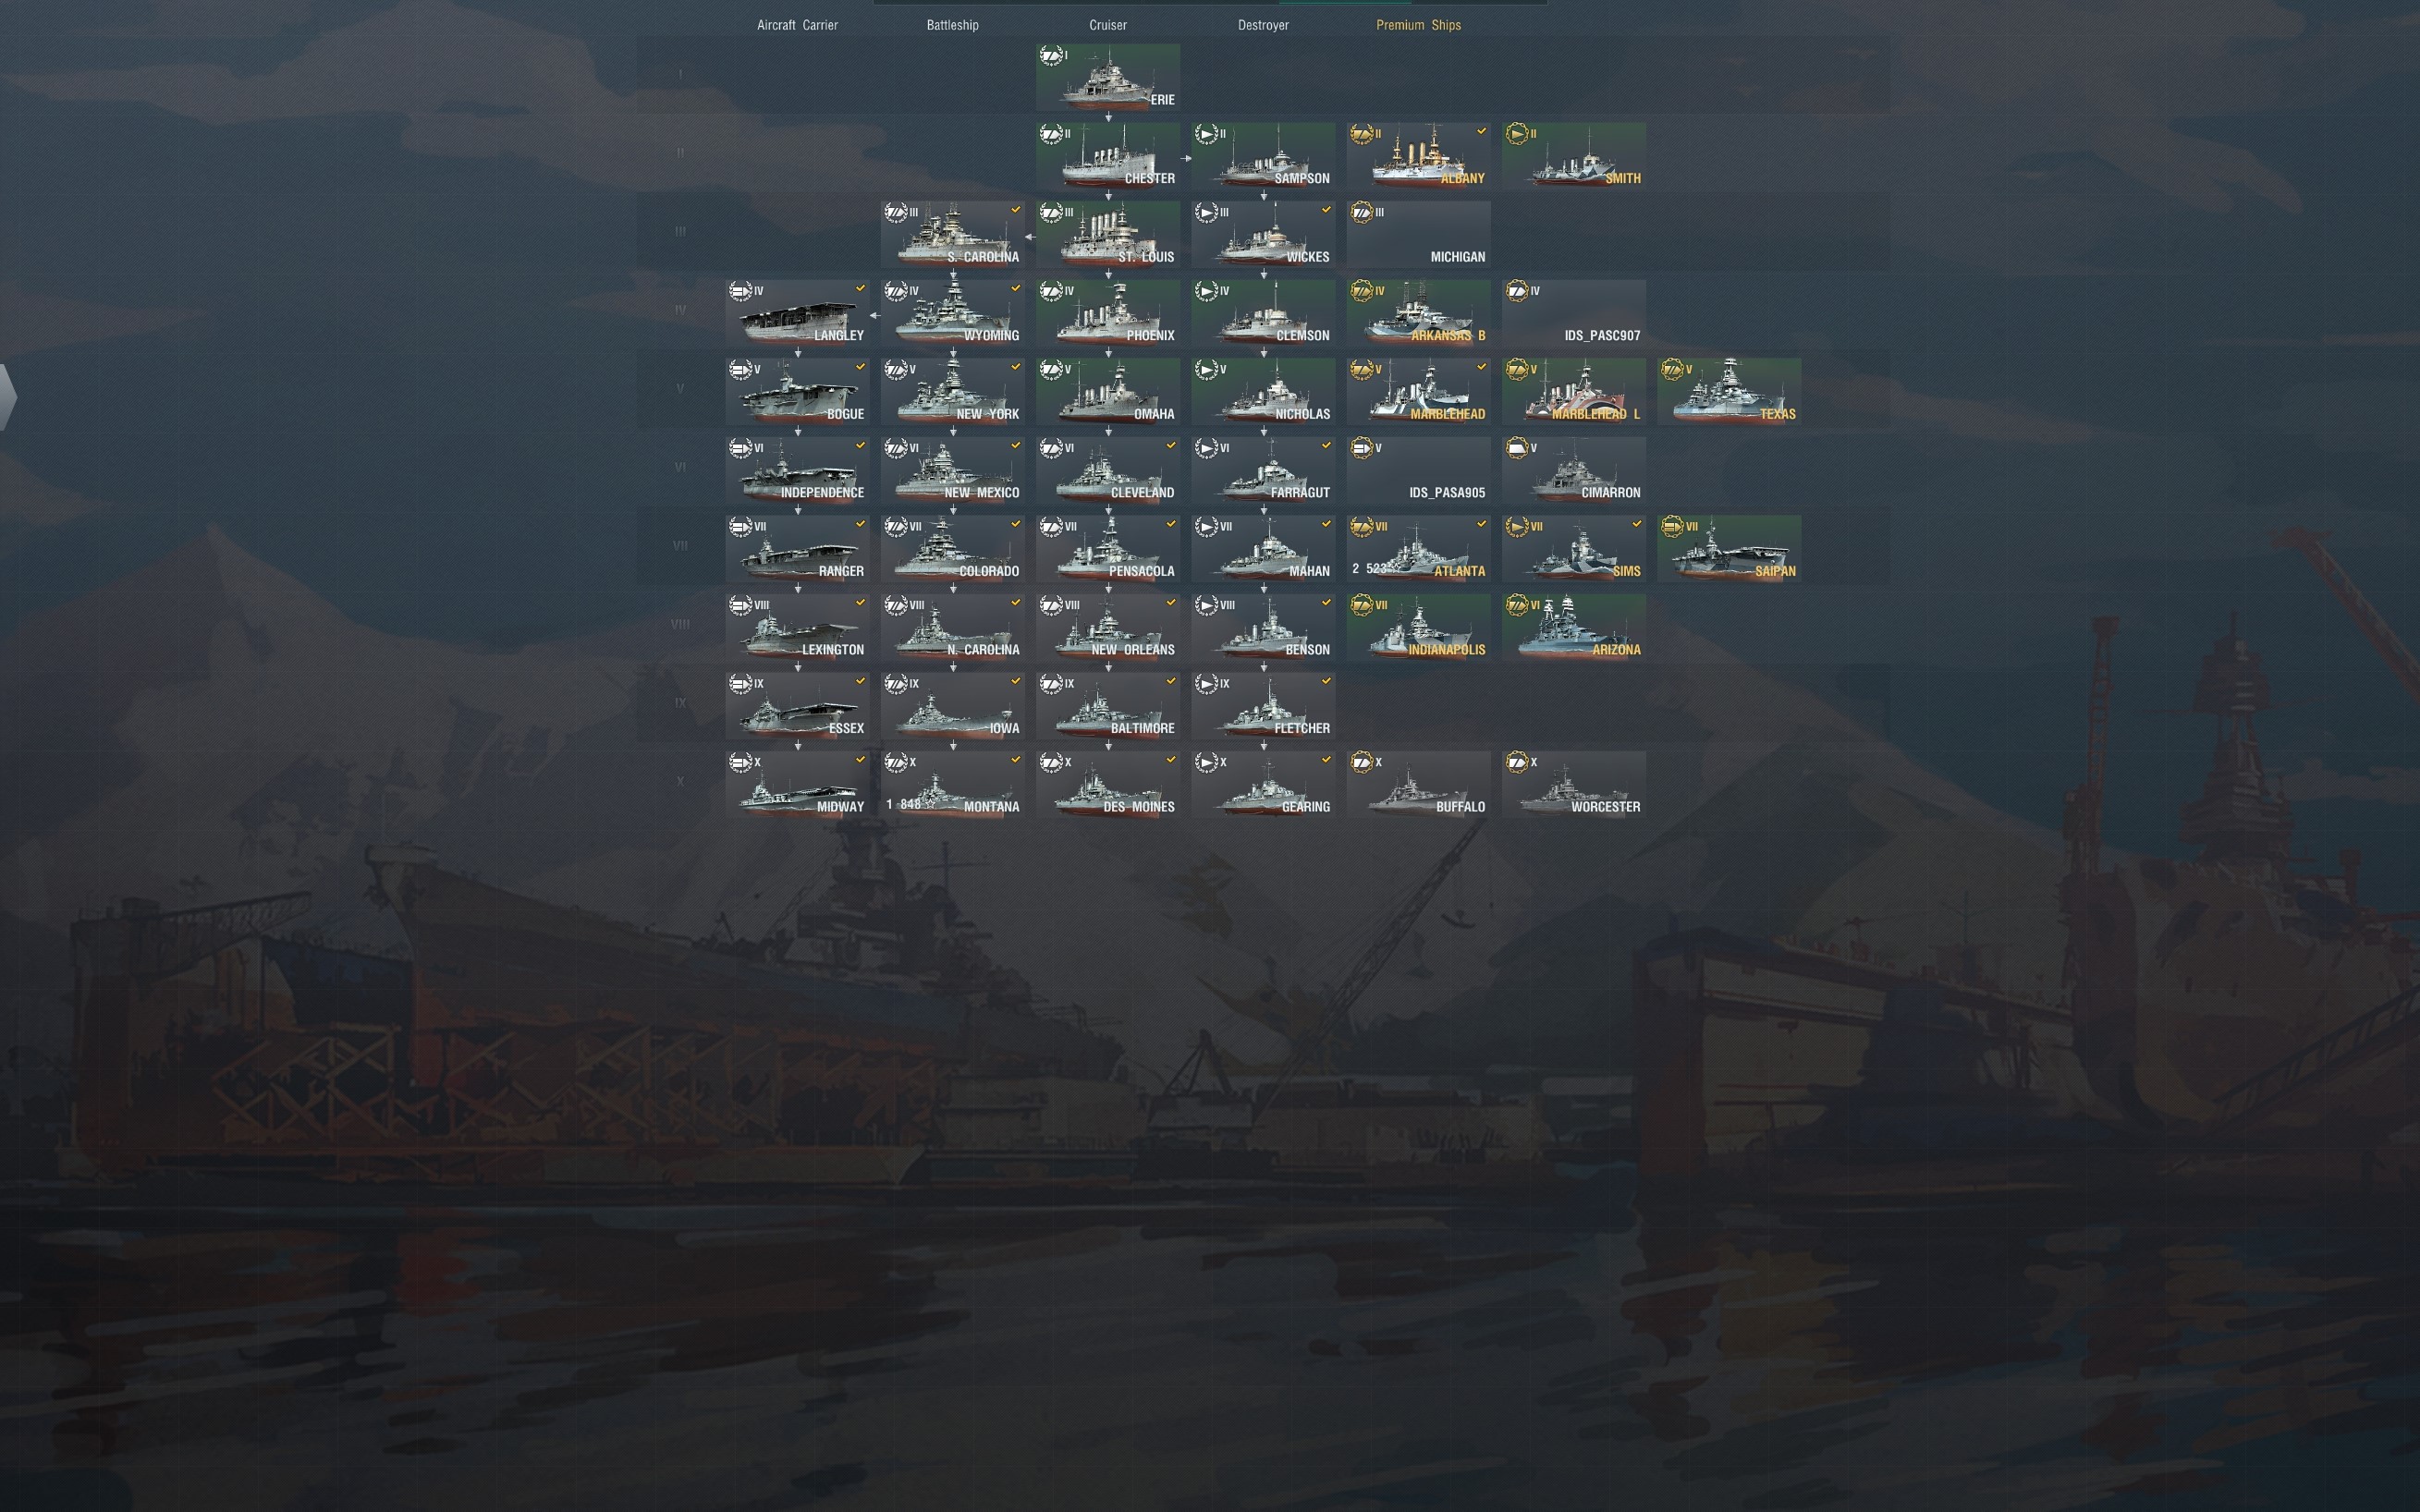 Aircraft Carrier Battleship Cruiser Destroyer Premium Ships
I I ERIE
II II CHESTER II SAMPSON II ALBANY II SMITH
III III S. CAROLINA III ST. LOUIS III WICKES III MICHIGAN
IV IV LANGLEY IV WYOMING IV PHOENIX IV CLEMSON IV ARKANSAS B IV IDS_PASC907
V V BOGUE V NEW YORK V OMAHA V NICHOLAS V MARBLEHEAD V MARBLEHEAD L V TEXAS
VI VI INDEPENDENCE VI NEW MEXICO VI CLEVELAND VI FARRAGUT V IDS_PASA905 V CIMARRON
VII VII RANGER VII COLORADO VII PENSACOLA VII MAHAN VII 2 523 ATLANTA VII SIMS VII SAIPAN
VIII VIII LEXINGTON VIII N. CAROLINA VIII NEW ORLEANS VIII BENSON VII INDIANAPOLIS VI ARIZONA
IX IX ESSEX IX IOWA IX BALTIMORE IX FLETCHER
X X MIDWAY X 1 848 MONTANA X DES MOINES X GEARING X BUFFALO X WORCESTER